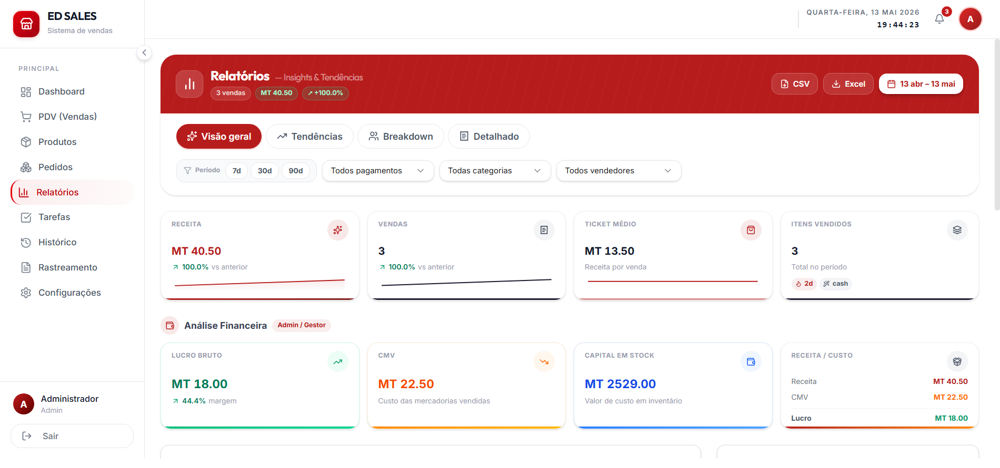 ED SALES
Sistema de vendas
PRINCIPAL
Dashboard
PDV (Vendas)
Produtos
Pedidos
Relatórios
Tarefas
Histórico
Rastreamento
Configurações
A
Administrador
Admin
Sair
QUARTA-FEIRA, 13 MAI 2026
19:44:23
3
A
Relatórios — Insights & Tendências
3 vendas MT 40.50 ↗ +100.0%
CSV Excel 13 abr – 13 mai
Visão geral Tendências Breakdown Detalhado
Período 7d 30d 90d Todos pagamentos Todas categorias Todos vendedores
RECEITA
MT 40.50
100.0% vs anterior
VENDAS
3
100.0% vs anterior
TICKET MÉDIO
MT 13.50
Receita por venda
ITENS VENDIDOS
3
Total no período
2d cash
Análise Financeira Admin / Gestor
LUCRO BRUTO
MT 18.00
44.4% margem
CMV
MT 22.50
Custo das mercadorias vendidas
CAPITAL EM STOCK
MT 2529.00
Valor de custo em inventário
RECEITA / CUSTO
Receita MT 40.50
CMV MT 22.50
Lucro MT 18.00